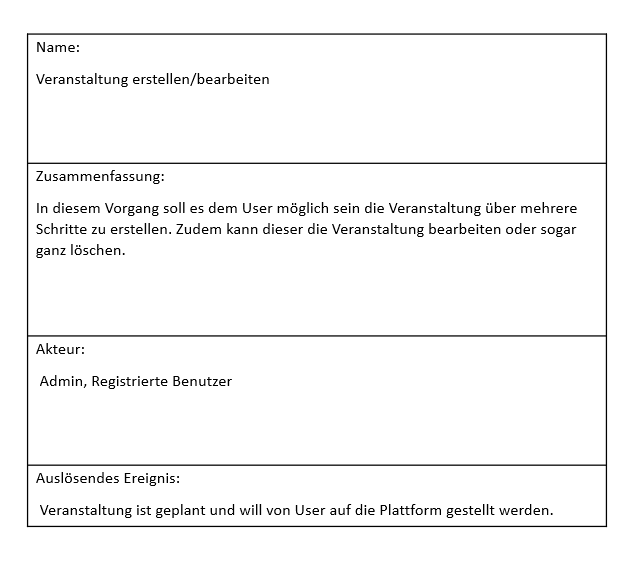 Name:
Veranstaltung erstellen/bearbeiten
Zusammenfassung:
In diesem Vorgang soll es dem User möglich sein die Veranstaltung über mehrere
Schritte zu erstellen. Zudem kann dieser die Veranstaltung bearbeiten oder sogar
ganz löschen.
Akteur:
Admin, Registrierte Benutzer
Auslösendes Ereignis:
Veranstaltung ist geplant und will von User auf die Plattform gestellt werden.